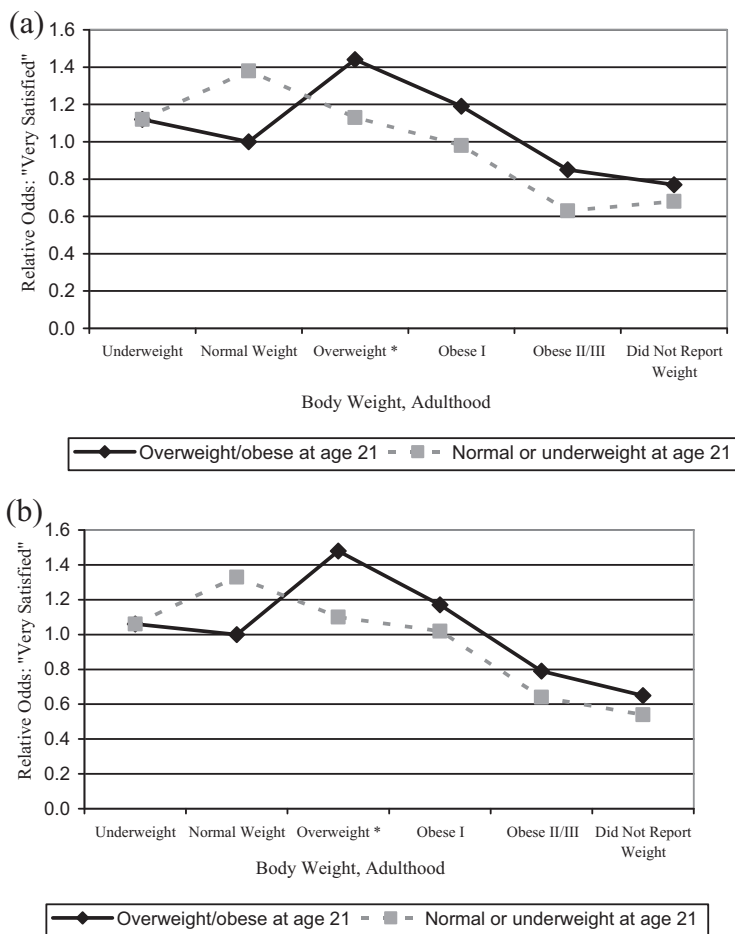 (a)
1.6
1.4
1.2
1.0
0.8
0.6
0.4
0.2
0.0
Relative Odds: "Very Satisfied"
Underweight Normal Weight Overweight * Obese I Obese II/III Did Not Report
Weight
Body Weight, Adulthood
Overweight/obese at age 21 Normal or underweight at age 21
(b)
1.6
1.4
1.2
1.0
0.8
0.6
0.4
0.2
0.0
Relative Odds: "Very Satisfied"
Underweight Normal Weight Overweight * Obese I Obese II/III Did Not Report
Weight
Body Weight, Adulthood
Overweight/obese at age 21 Normal or underweight at age 21